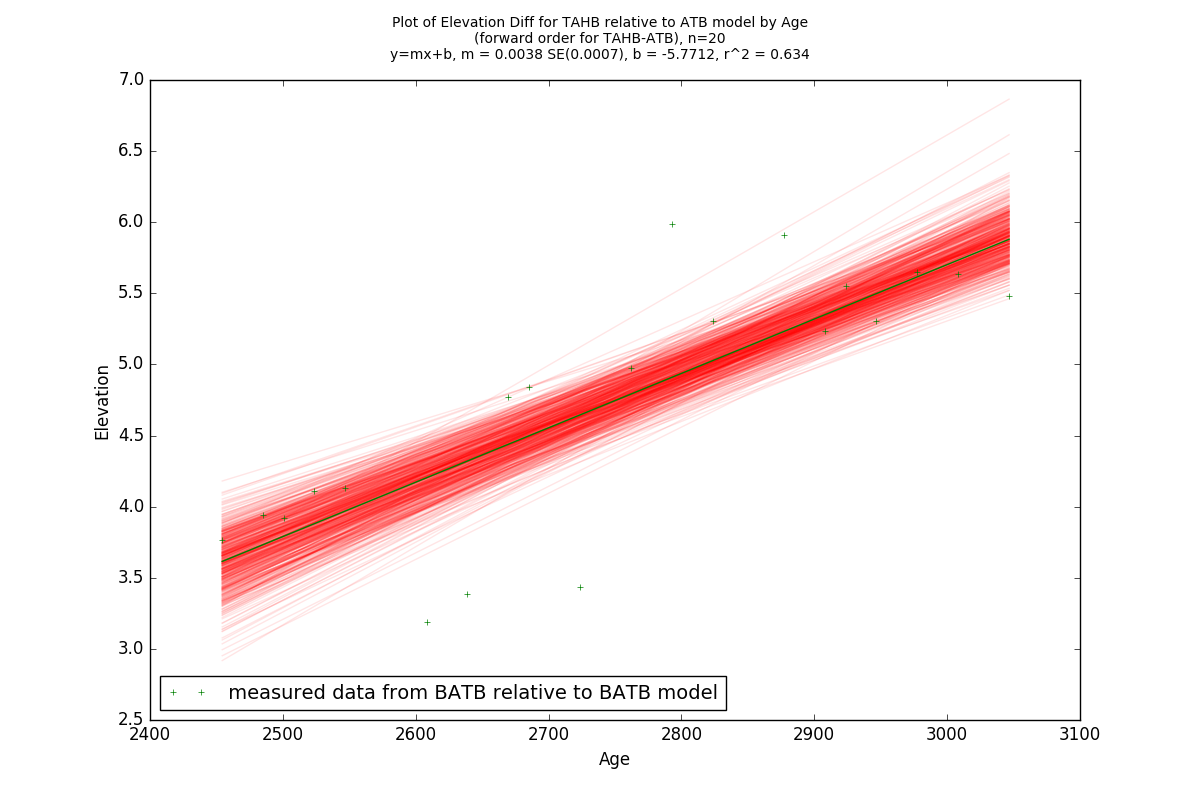 Plot of Elevation Diff for TAHB relative to ATB model by Age
(forward order for TAHB-ATB), n=20
y=mx+b, m = 0.0038 SE(0.0007), b = -5.7712, r^2 = 0.634
7.0
6.5
6.0
5.5
5.0
4.5
4.0
3.5
3.0
2.5
Elevation
measured data from BATB relative to BATB model
2400 2500 2600 2700 2800 2900 3000 3100
Age